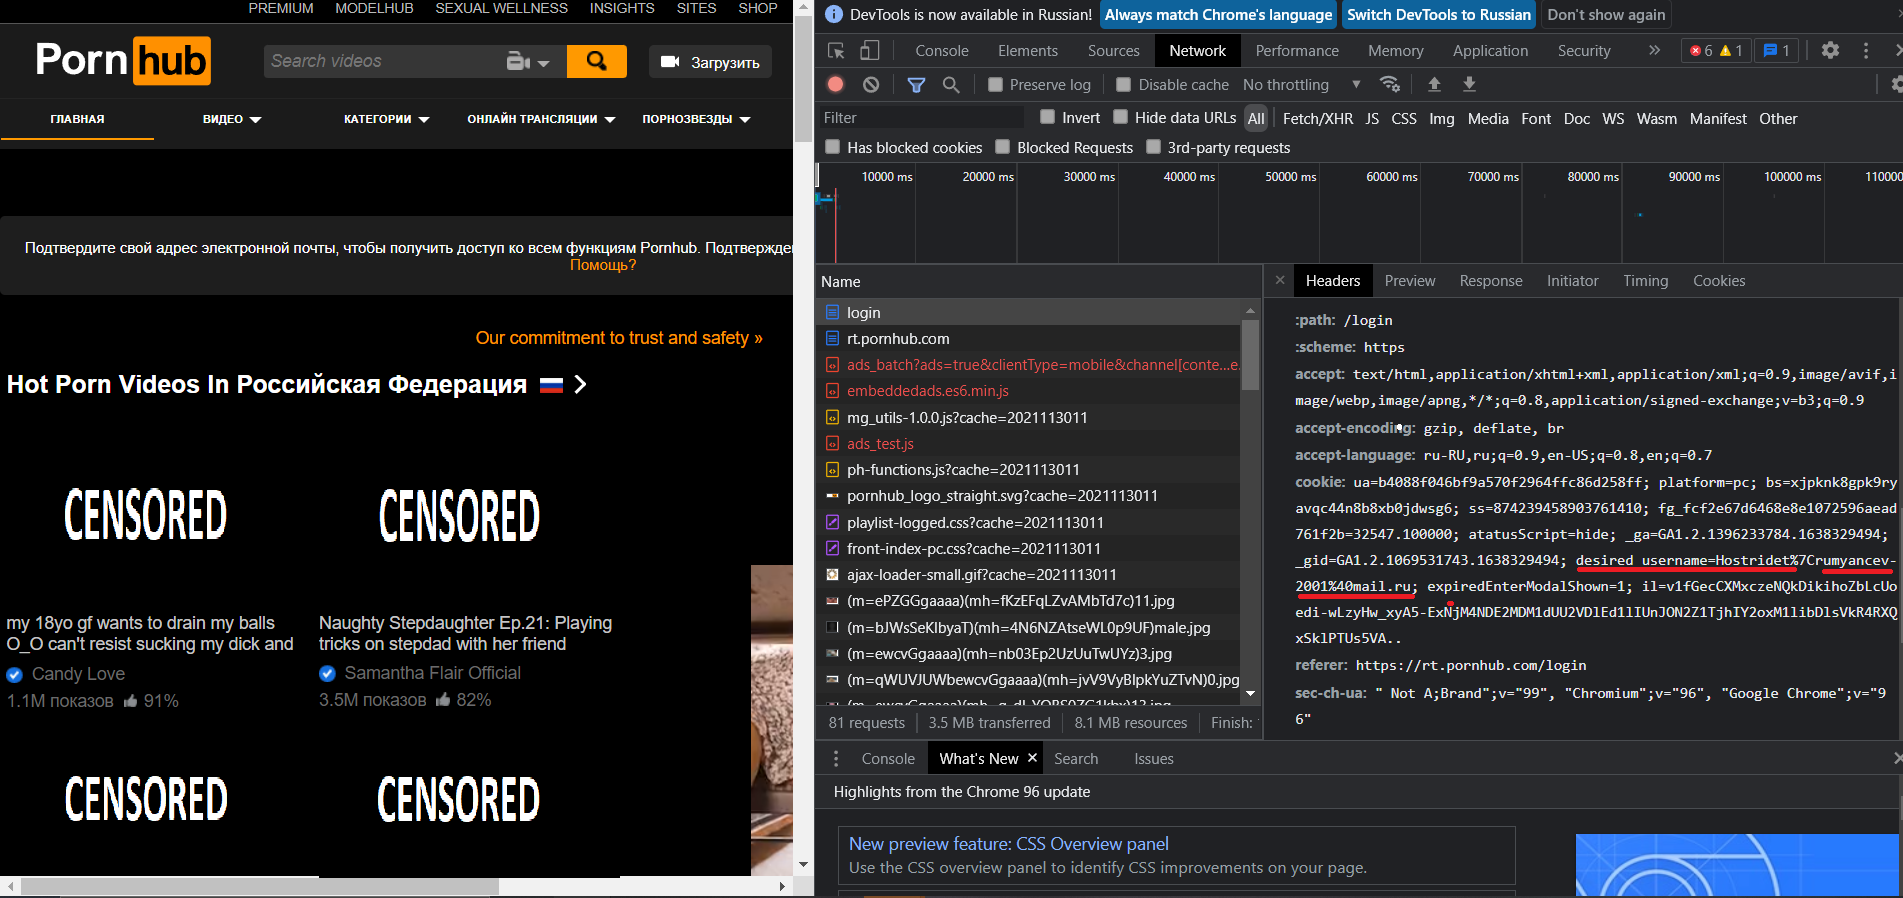 PREMIUM MODELHUB SEXUAL WELLNESS INSIGHTS SITES SHOP
Pornhub
Search videos
Загрузить
ГЛАВНАЯ ВИДЕО КАТЕГОРИИ ОНЛАЙН ТРАНСЛЯЦИИ ПОРНОЗВЕЗДЫ
Подтвердите свой адрес электронной почты, чтобы получить доступ ко всем функциям Pornhub. Подтвержден
Помощь?
Our commitment to trust and safety »
Hot Porn Videos In Российская Федерация
CENSORED CENSORED
my 18yo gf wants to drain my balls
O_O can't resist sucking my dick and
Candy Love
1.1M показов 91%
Naughty Stepdaughter Ep.21: Playing
tricks on stepdad with her friend
Samantha Flair Official
3.5M показов 82%
CENSORED CENSORED
DevTools is now available in Russian! Always match Chrome's language Switch DevTools to Russian Don't show again
Console Elements Sources Network Performance Memory Application Security » 6 1 1
Preserve log Disable cache No throttling
Filter Invert Hide data URLs All Fetch/XHR JS CSS Img Media Font Doc WS Wasm Manifest Other
Has blocked cookies Blocked Requests 3rd-party requests
10000 ms 20000 ms 30000 ms 40000 ms 50000 ms 60000 ms 70000 ms 80000 ms 90000 ms 100000 ms 110000
Name
login
rt.pornhub.com
ads_batch?ads=true&clientType=mobile&channel[conte...e.
embeddedads.es6.min.js
mg_utils-1.0.0.js?cache=2021113011
ads_test.js
ph-functions.js?cache=2021113011
pornhub_logo_straight.svg?cache=2021113011
playlist-logged.css?cache=2021113011
front-index-pc.css?cache=2021113011
ajax-loader-small.gif?cache=2021113011
(m=ePZGGgaaaa)(mh=fKzEFqLZvAMbTd7c)11.jpg
(m=bJWsSeKlbyaT)(mh=4N6NZAtseWL0p9UF)male.jpg
(m=ewcvGgaaaa)(mh=nb03Ep2UzUuTwUYz)3.jpg
(m=qWUVJUWbewcvGgaaaa)(mh=jvV9VyBlpkYuZTvN)0.jpg
81 requests 3.5 MB transferred 8.1 MB resources Finish:
Headers Preview Response Initiator Timing Cookies
:path: /login
:scheme: https
accept: text/html,application/xhtml+xml,application/xml;q=0.9,image/avif,i
mage/webp,image/apng,*/*;q=0.8,application/signed-exchange;v=b3;q=0.9
accept-encoding: gzip, deflate, br
accept-language: ru-RU,ru;q=0.9,en-US;q=0.8,en;q=0.7
cookie: ua=b4088f046bf9a570f2964ffc86d258ff; platform=pc; bs=xjpknk8gpk9ry
avqc44n8b8xb0jdwsg6; ss=874239458903761410; fg_fcf2e67d6468e8e1072596aead
761f2b=32547.100000; atatusScript=hide; _ga=GA1.2.1396233784.1638329494;
_gid=GA1.2.1069531743.1638329494; desired_username=Hostridet%7Crumyancev-
2001%40mail.ru; expiredEnterModalShown=1; il=v1fGecCXMxczeNQkDikihoZbLcUo
edi-wLzyHw_xyA5-ExNjM4NDE2MDM1dUU2VDlEd1lIUnJON2Z1TjhIY2oxM1libDlsVkR4RXQ
xSklPTUs5VA..
referer: https://rt.pornhub.com/login
sec-ch-ua: " Not A;Brand";v="99", "Chromium";v="96", "Google Chrome";v="9
6"
Console What's New Search Issues
Highlights from the Chrome 96 update
New preview feature: CSS Overview panel
Use the CSS overview panel to identify CSS improvements on your page.